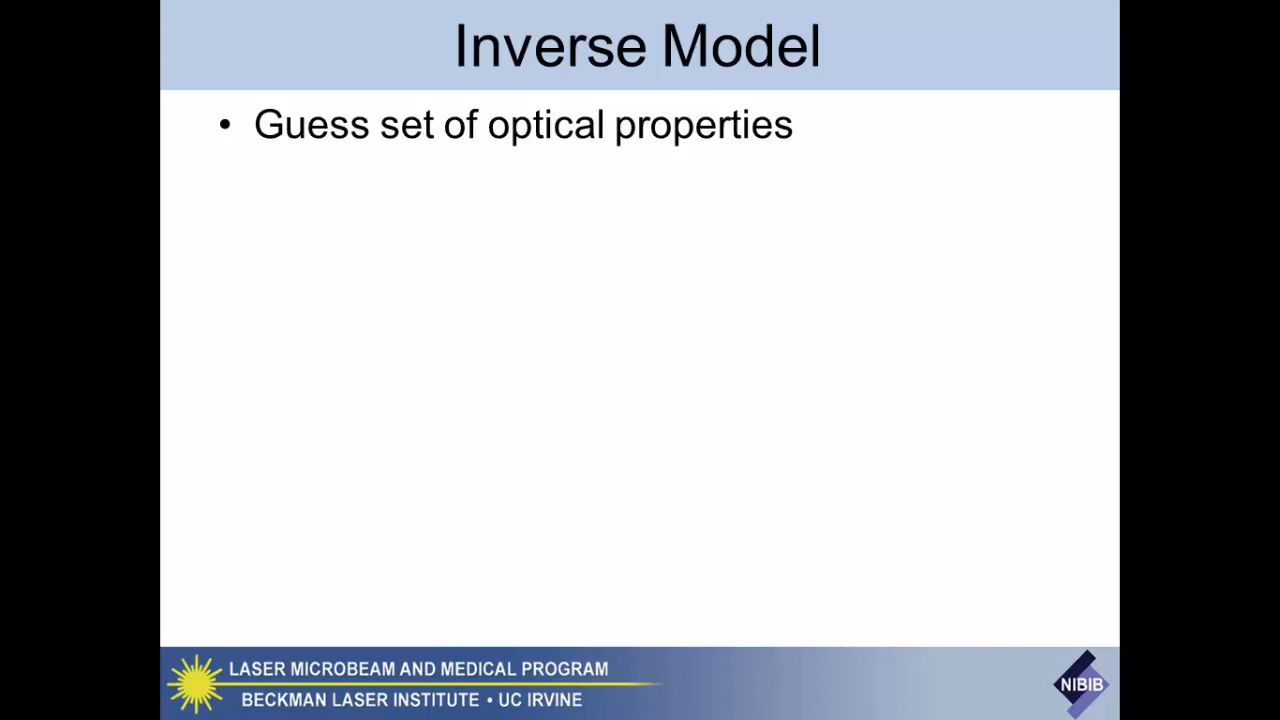 Inverse Model
• Guess set of optical properties
LASER MICROBEAM AND MEDICAL PROGRAM
BECKMAN LASER INSTITUTE • UC IRVINE
NIBIB